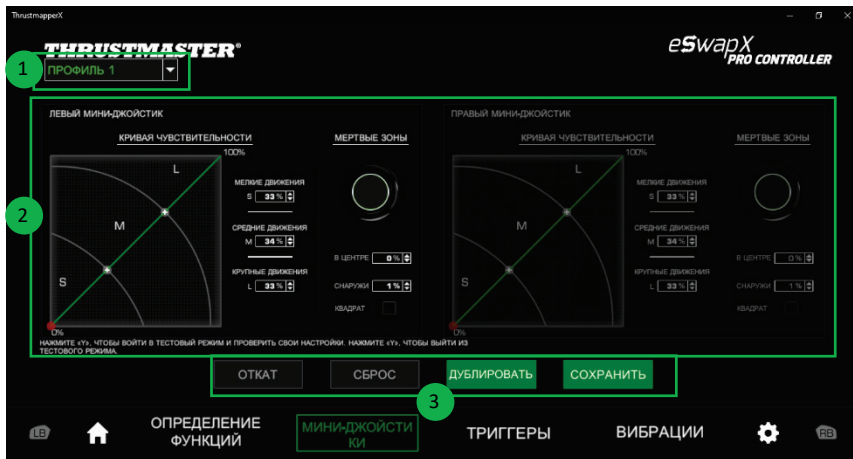 ThrustmapperX
THRUSTMASTER®
eSwapX
PRO CONTROLLER
1
ПРОФИЛЬ 1
2
ЛЕВЫЙ МИНИ-ДЖОЙСТИК
КРИВАЯ ЧУВСТВИТЕЛЬНОСТИ
МЕРТВЫЕ ЗОНЫ
100%
L
M
S
0%
МЕЛКИЕ ДВИЖЕНИЯ
S 33 %
СРЕДНИЕ ДВИЖЕНИЯ
M 34 %
КРУПНЫЕ ДВИЖЕНИЯ
L 33 %
В ЦЕНТРЕ 0 %
СНАРУЖИ 1 %
КВАДРАТ
ПРАВЫЙ МИНИ-ДЖОЙСТИК
КРИВАЯ ЧУВСТВИТЕЛЬНОСТИ
МЕРТВЫЕ ЗОНЫ
100%
L
M
S
0%
МЕЛКИЕ ДВИЖЕНИЯ
S 33 %
СРЕДНИЕ ДВИЖЕНИЯ
M 34 %
КРУПНЫЕ ДВИЖЕНИЯ
L 33 %
В ЦЕНТРЕ 0 %
СНАРУЖИ 1 %
КВАДРАТ
НАЖМИТЕ «Y», ЧТОБЫ ВОЙТИ В ТЕСТОВЫЙ РЕЖИМ И ПРОВЕРИТЬ СВОИ НАСТРОЙКИ. НАЖМИТЕ «Y», ЧТОБЫ ВЫЙТИ ИЗ
ТЕСТОВОГО РЕЖИМА.
ОТКАТ
СБРОС
ДУБЛИРОВАТЬ
СОХРАНИТЬ
3
LB
ОПРЕДЕЛЕНИЕ
ФУНКЦИЙ
МИНИ-ДЖОЙСТИ
КИ
ТРИГГЕРЫ
ВИБРАЦИИ
RB